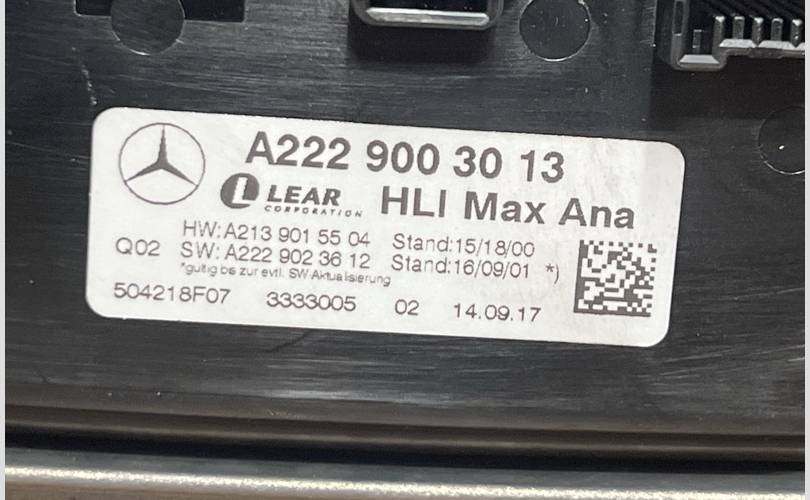 A222 900 3013
LEAR
CORPORATION
HLI Max Ana
HW: A213 901 55 04 Stand: 15/18/00
Q02 SW: A222 902 36 12 Stand: 16/09/01 *)
*gültig bis zur evtl. SW-Aktualisierung
504218F07 3333005 02 14.09.17